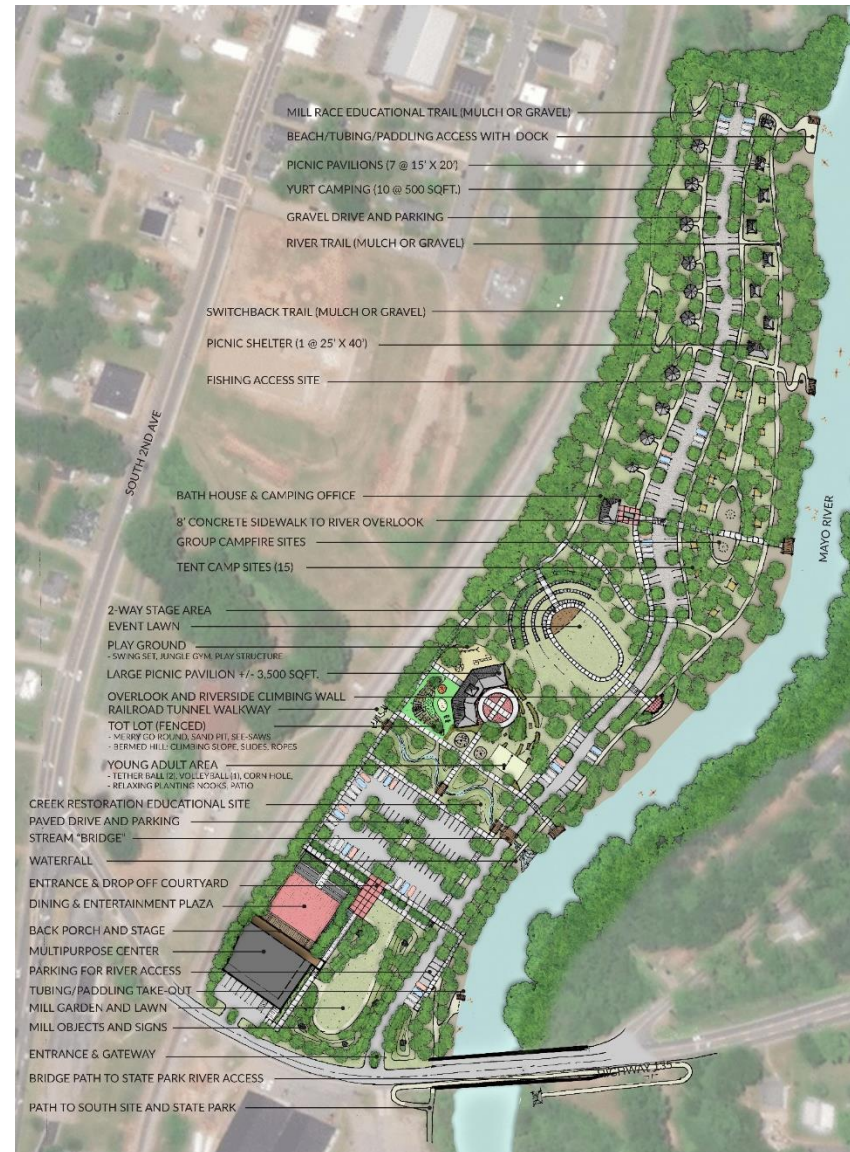 MILL RACE EDUCATIONAL TRAIL (MULCH OR GRAVEL)
BEACH/TUBING/PADDLING ACCESS WITH DOCK
PICNIC PAVILIONS (7 @ 15' X 20')
YURT CAMPING (10 @ 500 SQFT.)
GRAVEL DRIVE AND PARKING
RIVER TRAIL (MULCH OR GRAVEL)
SWITCHBACK TRAIL (MULCH OR GRAVEL)
PICNIC SHELTER (1 @ 25' X 40')
FISHING ACCESS SITE
SOUTH 2ND AVE
BATH HOUSE & CAMPING OFFICE
8' CONCRETE SIDEWALK TO RIVER OVERLOOK
GROUP CAMPFIRE SITES
TENT CAMP SITES (15)
MAYO RIVER
2-WAY STAGE AREA
EVENT LAWN
PLAY GROUND
- SWING SET, JUNGLE GYM, PLAY STRUCTURE
LARGE PICNIC PAVILION +/- 3,500 SQFT.
OVERLOOK AND RIVERSIDE CLIMBING WALL
RAILROAD TUNNEL WALKWAY
TOT LOT (FENCED)
- MERRY GO ROUND, SAND PIT, SEE-SAWS
- BERMED HILL: CLIMBING SLOPE, SLIDES, ROPES
YOUNG ADULT AREA
- TETHER BALL (2), VOLLEYBALL (1), CORN HOLE,
- RELAXING PLANTING NOOKS, PATIO
CREEK RESTORATION EDUCATIONAL SITE
PAVED DRIVE AND PARKING
STREAM "BRIDGE"
WATERFALL
ENTRANCE & DROP OFF COURTYARD
DINING & ENTERTAINMENT PLAZA
BACK PORCH AND STAGE
MULTIPURPOSE CENTER
PARKING FOR RIVER ACCESS
TUBING/PADDLING TAKE-OUT
MILL GARDEN AND LAWN
MILL OBJECTS AND SIGNS
ENTRANCE & GATEWAY
BRIDGE PATH TO STATE PARK RIVER ACCESS
HIGHWAY 135
PATH TO SOUTH SITE AND STATE PARK